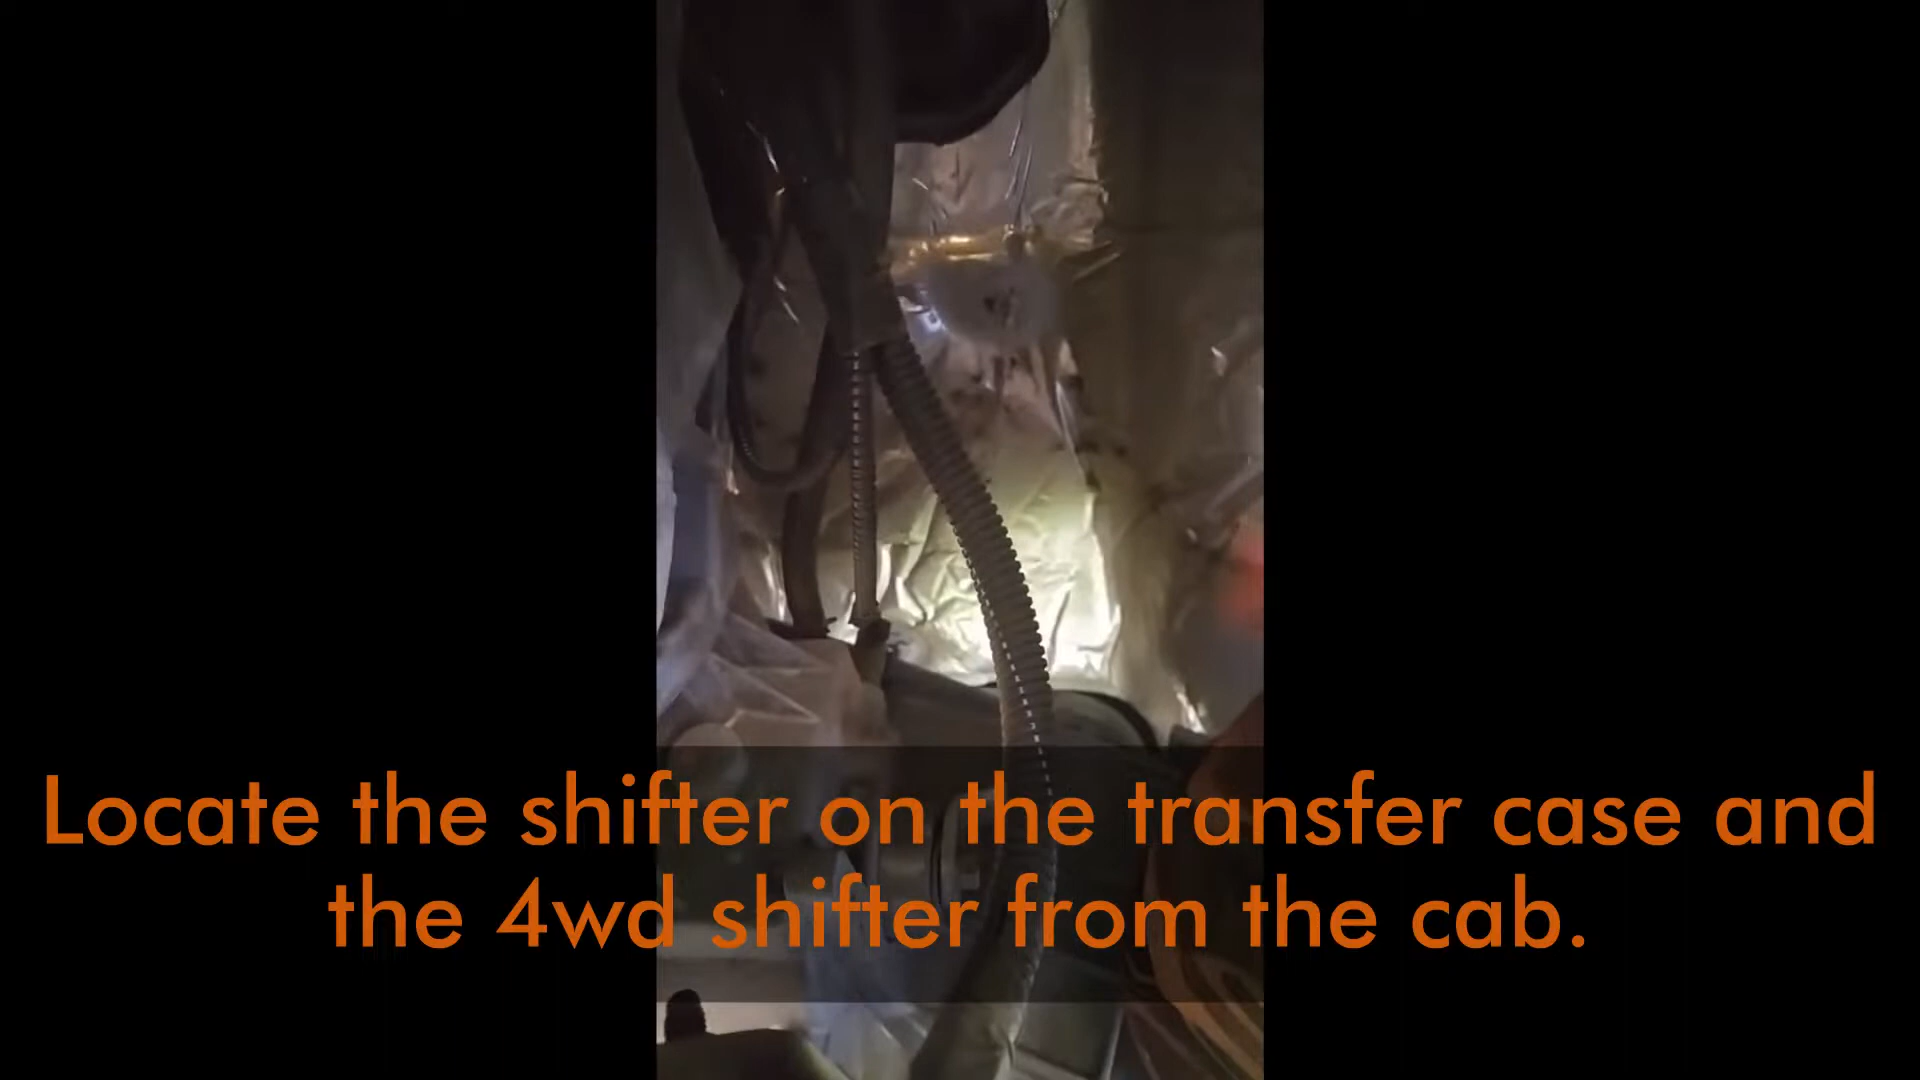 Locate the shifter on the transfer case and
the 4wd shifter from the cab.